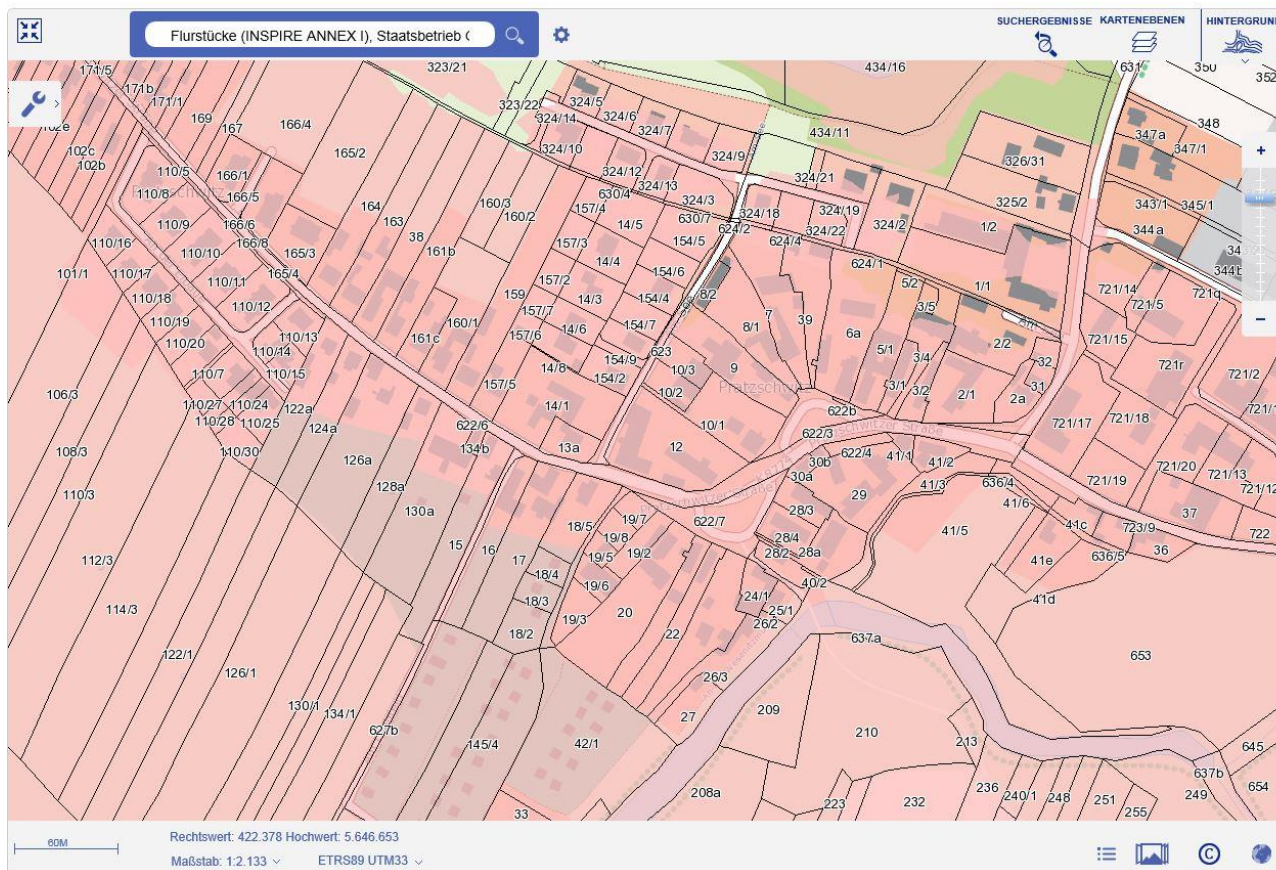 Flurstücke (INSPIRE ANNEX I), Staatsbetrieb
SUCHERGEBNISSE KARTENEBENEN HINTERGRUN
171/5 323/21 434/16 631 350 352
171b 171/1 323/22 324/5
169 324/14 324/6 348
102e 167 166/4 324/7 434/11 347a
102c 165/2 324/10 324/9 347/1
102b 326/31
110/5 166/1 324/12 324/21
110/8 166/5 324/13
630/4 324/3 325/2 343/1 345/1
164 160/3 157/4 324/18 324/19
163 160/2 14/5 630/7 324/2 1/2
110/9 166/6 624/2 324/22 344a
38
110/16 166/8 157/3 154/5 624/4
110/10 165/3 161b
14/4 624/1 344b
101/1 110/17 165/4 154/6
110/11 157/2 5/2 1/1 721/14
110/18 110/12 159 14/3 154/4 8/2 721/5 721q
160/1 157/7 7 39 3/5
110/19 14/6 154/7 8/1 6a
110/20 110/13 161c 157/6 5/1 2/2 721/15
110/14 623 3/4 32
110/7 110/15 14/8 154/9 10/3 9 721r 721/2
157/5 154/2 Pratzschwitz 3/1 31
106/3 10/2 3/2 2/1 2a
110/27 110/24 122a 14/1 622b
110/28 110/25 124a 622/6 10/1 622/3 721/17 721/18
108/3 110/30 134b 13a 12 622/4
126a 30b 41/1 41/2 721/20 721/13
110/3 128a 30a 41/3 636/4 721/19 721/12
130a 29 41/6
28/3 37
18/5 19/7 622/7 41c 723/9
15 16 19/8 28/4 41/5 722
112/3 17 19/5 19/2 28/2 28a 36
18/4 41e 636/5
19/6 40/2
114/3 18/3 20 24/1 41d
19/3 25/1
18/2 22 26/2 637a
122/1 653
126/1 26/3
130/1 134/1 27 209
627b 210
145/4 42/1 213 645
637b
208a 236 240/1 248 251 249 654
33 223 232 255
60M
Rechtswert: 422.378 Hochwert: 5.646.653
Maßstab: 1:2.133 ETRS89 UTM33